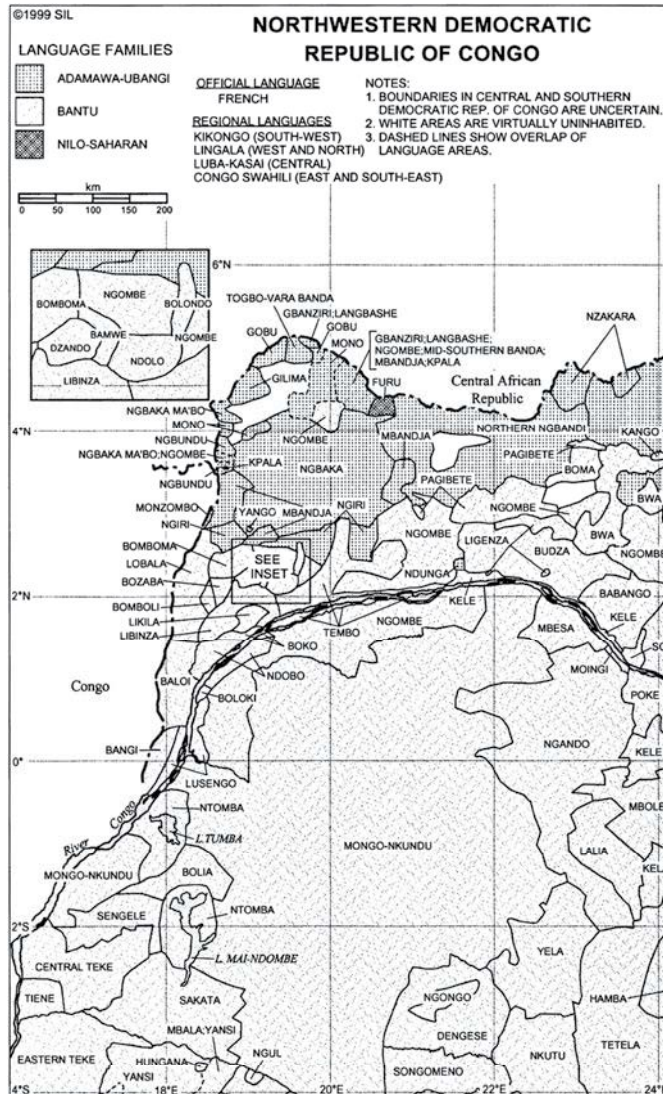 ©1999 SIL
NORTHWESTERN DEMOCRATIC
REPUBLIC OF CONGO
LANGUAGE FAMILIES
ADAMAWA-UBANGI
BANTU
NILO-SAHARAN
OFFICIAL LANGUAGE
FRENCH
REGIONAL LANGUAGES
KIKONGO (SOUTH-WEST)
LINGALA (WEST AND NORTH)
LUBA-KASAI (CENTRAL)
CONGO SWAHILI (EAST AND SOUTH-EAST)
NOTES:
1. BOUNDARIES IN CENTRAL AND SOUTHERN
DEMOCRATIC REP. OF CONGO ARE UNCERTAIN.
2. WHITE AREAS ARE VIRTUALLY UNINHABITED.
3. DASHED LINES SHOW OVERLAP OF
LANGUAGE AREAS.
km
0 50 100 150 200
BOMBOMA
NGOMBE
BOLONDO
BAMWE
DZANDO
NGOMBE
NDOLO
LIBINZA
6°N
TOGBO-VARA BANDA
GBANZIRI;LANGBASHE
GOBU
GOBU
MONO
GBANZIRI;LANGBASHE;
NGOMBE;MID-SOUTHERN BANDA;
MBANDJA;KPALA
NZAKARA
GILIMA
FURU
Central African
Republic
NGBAKA MA'BO
MONO
NGBUNDU
NGBAKA MA'BO;NGOMBE
NGBUNDU
KPALA
4°N
NGOMBE
NGBAKA
MBANDJA
NORTHERN NGBANDI
KANGO
PAGIBETE
BOMA
PAGIBETE
BWA
MONZOMBO
YANGO
MBANDJA
NGIRI
NGIRI
NGOMBE
NGOMBE
BWA
NGOMBE
BOMBOMA
LOBALA
SEE
INSET
LIGENZA
BUDZA
BOZABA
NDUNGA
BABANGO
2°N
BOMBOLI
KELE
KELE
LIKILA
TEMBO
NGOMBE
MBESA
LIBINZA
BOKO
SO
NDOBO
MOINGI
Congo
BALOI
BOLOKI
POKE
BANGI
NGANDO
KELE
0°
LUSENGO
NTOMBA
MBOLE
River Congo
L.TUMBA
MONGO-NKUNDU
LALIA
MONGO-NKUNDU
BOLIA
KEL
SENGELE
NTOMBA
2°S
YELA
CENTRAL TEKE
L. MAI-NDOMBE
TIENE
SAKATA
NGONGO
HAMBA
MBALA;YANSI
DENGESE
TETELA
EASTERN TEKE
HUNGANA
NGUL
NKUTU
YANSI
SONGOMENO
4°S 18°E 20°E 22°E 24°E